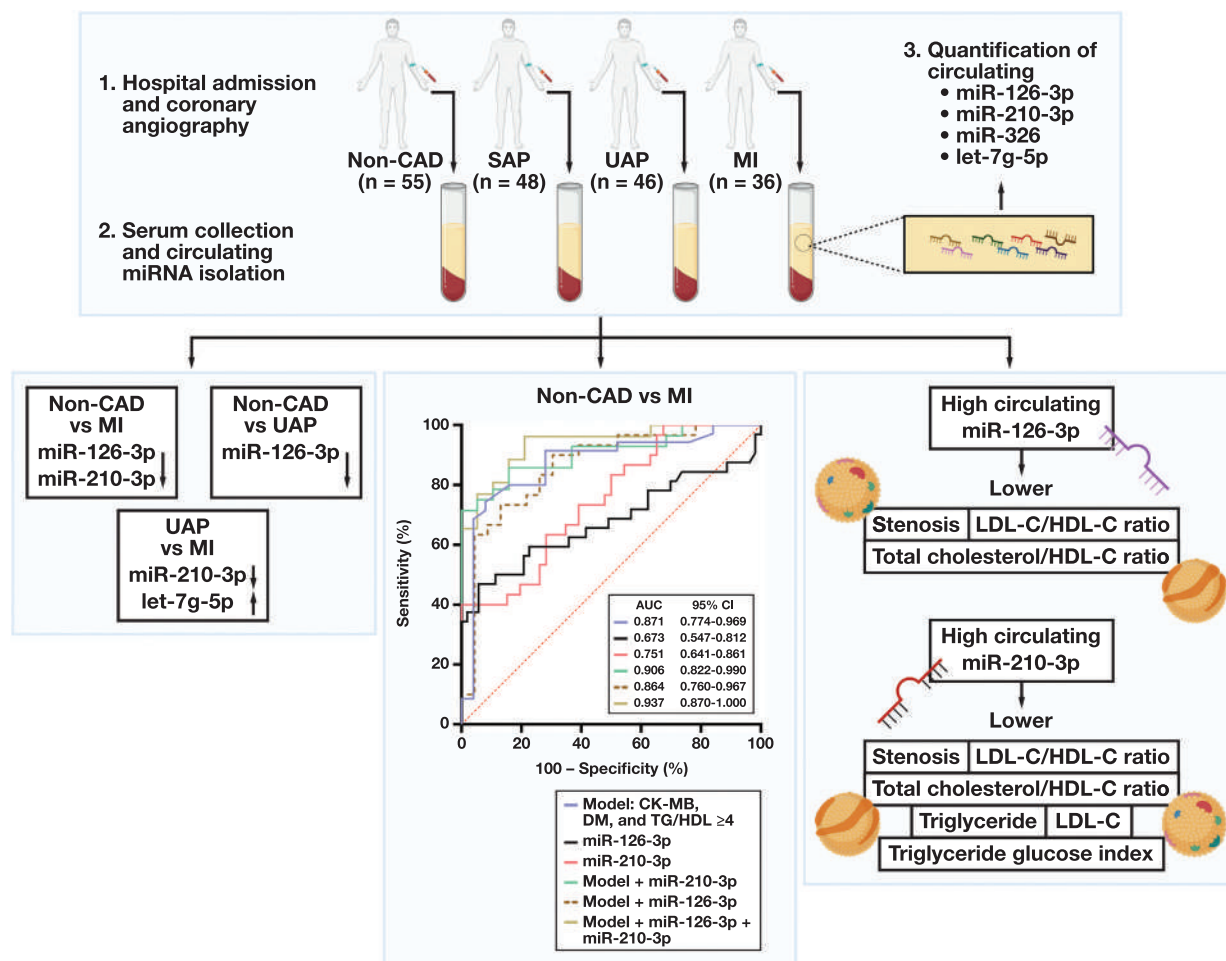 1. Hospital admission
and coronary
angiography
Non-CAD
(n = 55)
SAP
(n = 48)
UAP
(n = 46)
MI
(n = 36)
3. Quantification of
circulating
• miR-126-3p
• miR-210-3p
• miR-326
• let-7g-5p
2. Serum collection
and circulating
miRNA isolation
Non-CAD
vs MI
miR-126-3p
miR-210-3p
Non-CAD
vs UAP
miR-126-3p
UAP
vs MI
miR-210-3p
let-7g-5p
Non-CAD vs MI
Sensitivity (%)
100
80
60
40
20
0
AUC 95% CI
0.871 0.774-0.969
0.673 0.547-0.812
0.751 0.641-0.861
0.906 0.822-0.990
0.864 0.760-0.967
0.937 0.870-1.000
0 20 40 60 80 100
100 – Specificity (%)
Model: CK-MB,
DM, and TG/HDL ≥4
miR-126-3p
miR-210-3p
Model + miR-210-3p
Model + miR-126-3p
Model + miR-126-3p +
miR-210-3p
High circulating
miR-126-3p
Lower
Stenosis LDL-C/HDL-C ratio
Total cholesterol/HDL-C ratio
High circulating
miR-210-3p
Lower
Stenosis LDL-C/HDL-C ratio
Total cholesterol/HDL-C ratio
Triglyceride LDL-C
Triglyceride glucose index